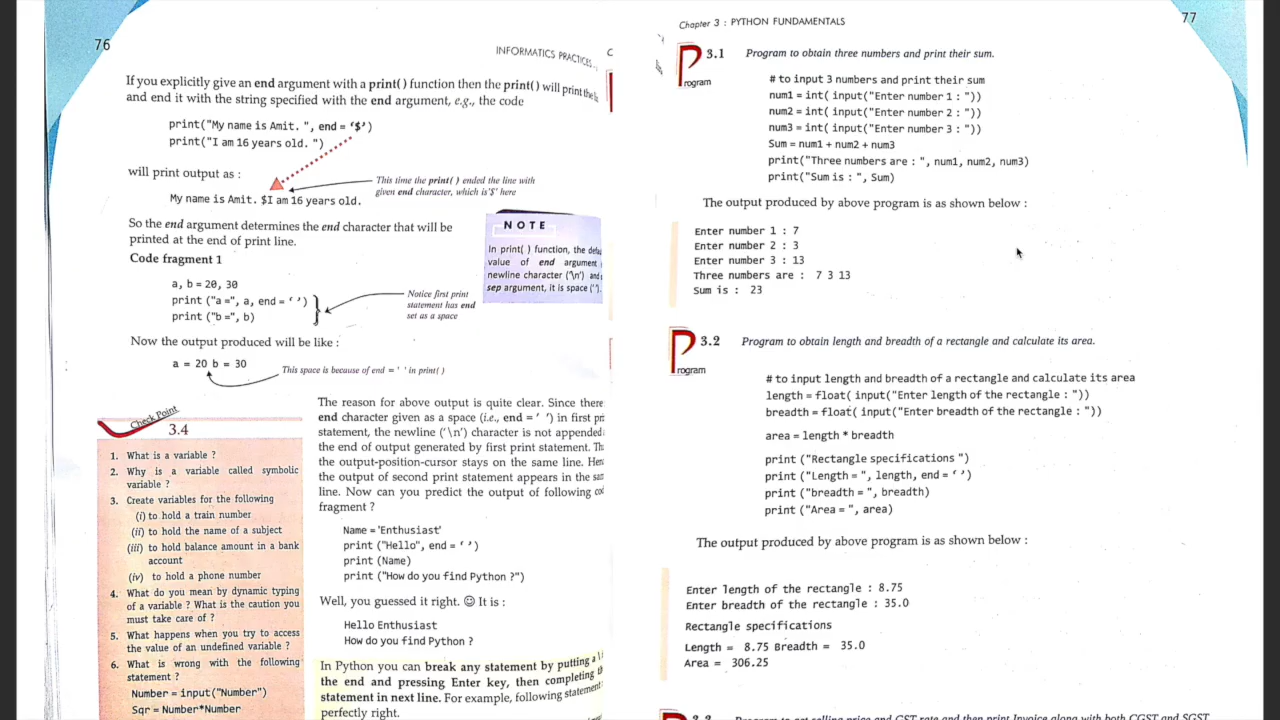 76
INFORMATICS PRACTICES
If you explicitly give an end argument with a print( ) function then the print( ) will print the
and end it with the string specified with the end argument, e.g., the code
print("My name is Amit. ", end = '$')
print("I am 16 years old. ")
will print output as :
This time the print( ) ended the line with
given end character, which is'$' here
My name is Amit. $I am 16 years old.
So the end argument determines the end character that will be
printed at the end of print line.
Code fragment 1
a, b = 20, 30
print ("a =", a, end = ' ')
print ("b =", b)
Notice first print
statement has end
set as a space
NOTE
In print( ) function, the
value of end argument
newline character ('\n') and
sep argument, it is space (' ').
Now the output produced will be like :
a = 20 b = 30
This space is because of end = ' ' in print( )
Check Point
3.4
1. What is a variable ?
2. Why is a variable called symbolic
variable ?
3. Create variables for the following
(i) to hold a train number
(ii) to hold the name of a subject
(iii) to hold balance amount in a bank
account
(iv) to hold a phone number
4. What do you mean by dynamic typing
of a variable ? What is the caution you
must take care of ?
5. What happens when you try to access
the value of an undefined variable ?
6. What is wrong with the following
statement ?
Number = input("Number")
Sqr = Number*Number
The reason for above output is quite clear. Since there
end character given as a space (i.e., end = ' ') in first
statement, the newline ('\n') character is not appended
the end of output generated by first print statement.
the output-position-cursor stays on the same line.
the output of second print statement appears in the
line. Now can you predict the output of following
fragment ?
Name = 'Enthusiast'
print ("Hello", end = ' ')
print (Name)
print ("How do you find Python ?")
Well, you guessed it right. ☺ It is :
Hello Enthusiast
How do you find Python ?
In Python you can break any statement by putting a \
the end and pressing Enter key, then completing
statement in next line. For example, following statement
perfectly right.
Chapter 3 : PYTHON FUNDAMENTALS
77
Program 3.1 Program to obtain three numbers and print their sum.
# to input 3 numbers and print their sum
num1 = int( input("Enter number 1 : "))
num2 = int( input("Enter number 2 : "))
num3 = int( input("Enter number 3 : "))
Sum = num1 + num2 + num3
print("Three numbers are : ", num1, num2, num3)
print("Sum is : ", Sum)
The output produced by above program is as shown below :
Enter number 1 : 7
Enter number 2 : 3
Enter number 3 : 13
Three numbers are : 7 3 13
Sum is : 23
Program 3.2 Program to obtain length and breadth of a rectangle and calculate its area.
# to input length and breadth of a rectangle and calculate its area
length = float( input("Enter length of the rectangle : "))
breadth = float( input("Enter breadth of the rectangle : "))
area = length * breadth
print ("Rectangle specifications ")
print ("Length = ", length, end = ' ')
print ("breadth = ", breadth)
print ("Area = ", area)
The output produced by above program is as shown below :
Enter length of the rectangle : 8.75
Enter breadth of the rectangle : 35.0
Rectangle specifications
Length = 8.75 Breadth = 35.0
Area = 306.25
Program to get selling price and GST rate and then print Invoice along with both CGST and SGST